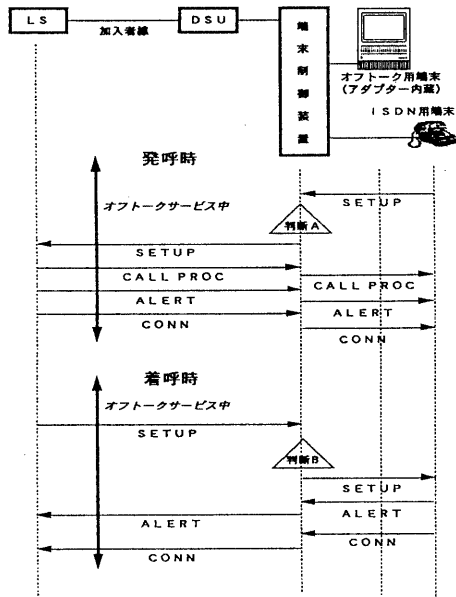 LS
加入者線
DSU
端末制御装置
オフトーク用端末
(アダプター内蔵)
ISDN用端末
発呼時
オフトークサービス中
SETUP
判断A
SETUP
CALL PROC
CALL PROC
ALERT
ALERT
CONN
CONN
着呼時
オフトークサービス中
SETUP
判断B
SETUP
ALERT
ALERT
CONN
CONN